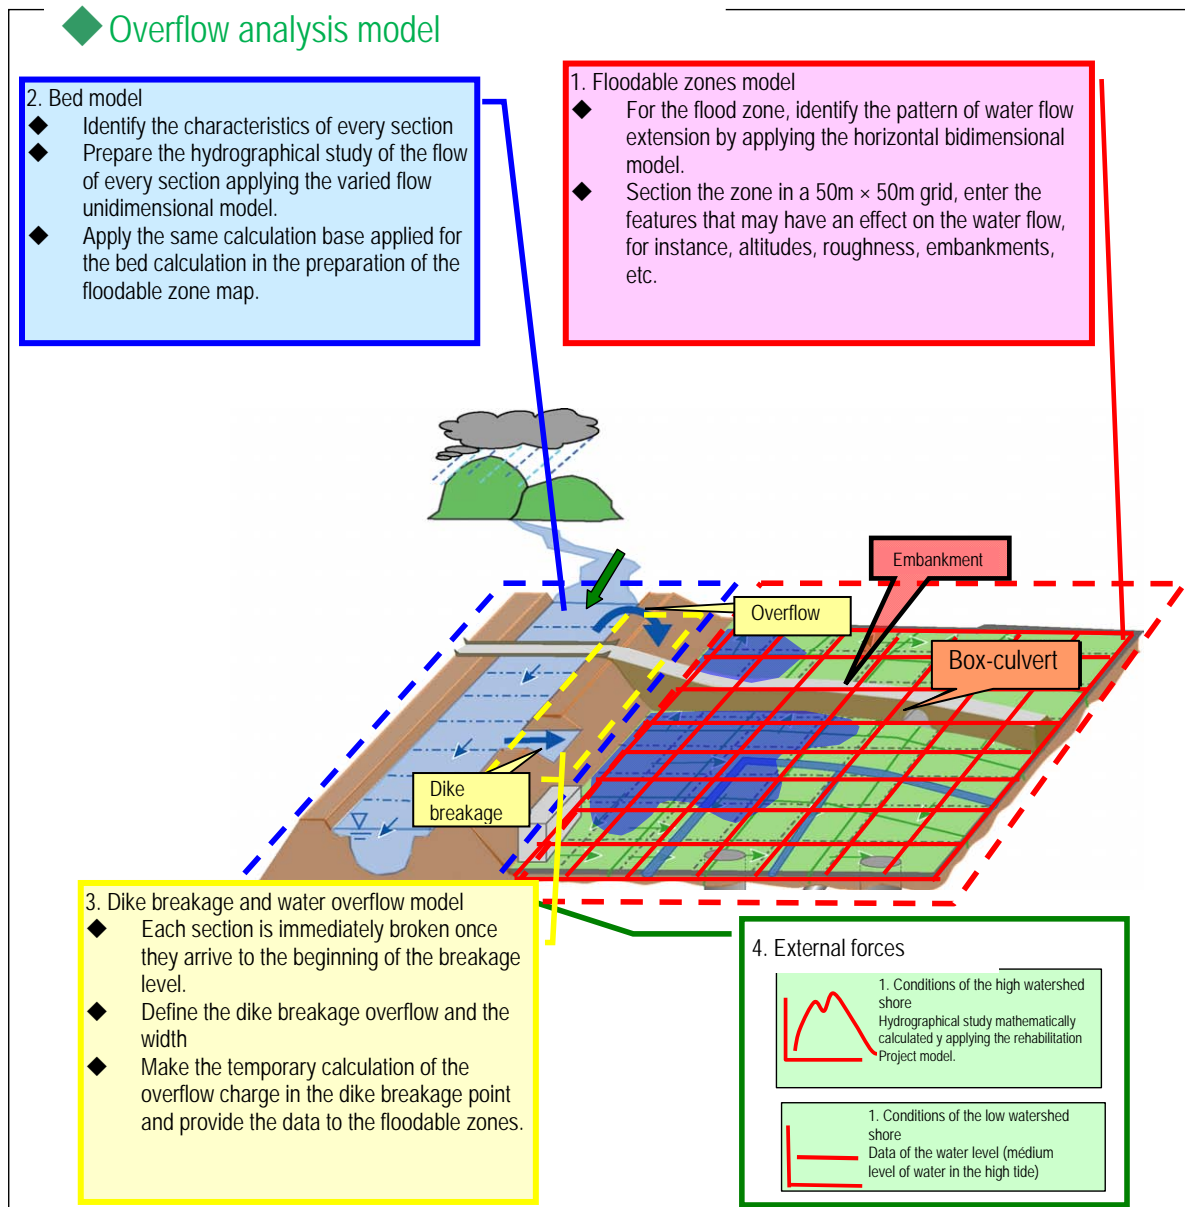 ◆ Overflow analysis model
2. Bed model
◆ Identify the characteristics of every section
◆ Prepare the hydrographical study of the flow
of every section applying the varied flow
unidimensional model.
◆ Apply the same calculation base applied for
the bed calculation in the preparation of the
floodable zone map.
1. Floodable zones model
◆ For the flood zone, identify the pattern of water flow
extension by applying the horizontal bidimensional
model.
◆ Section the zone in a 50m × 50m grid, enter the
features that may have an effect on the water flow,
for instance, altitudes, roughness, embankments,
etc.
Embankment
Overflow
Box-culvert
Dike
breakage
3. Dike breakage and water overflow model
◆ Each section is immediately broken once
they arrive to the beginning of the breakage
level.
◆ Define the dike breakage overflow and the
width
◆ Make the temporary calculation of the
overflow charge in the dike breakage point
and provide the data to the floodable zones.
4. External forces
1. Conditions of the high watershed
shore
Hydrographical study mathematically
calculated y applying the rehabilitation
Project model.
1. Conditions of the low watershed
shore
Data of the water level (médium
level of water in the high tide)